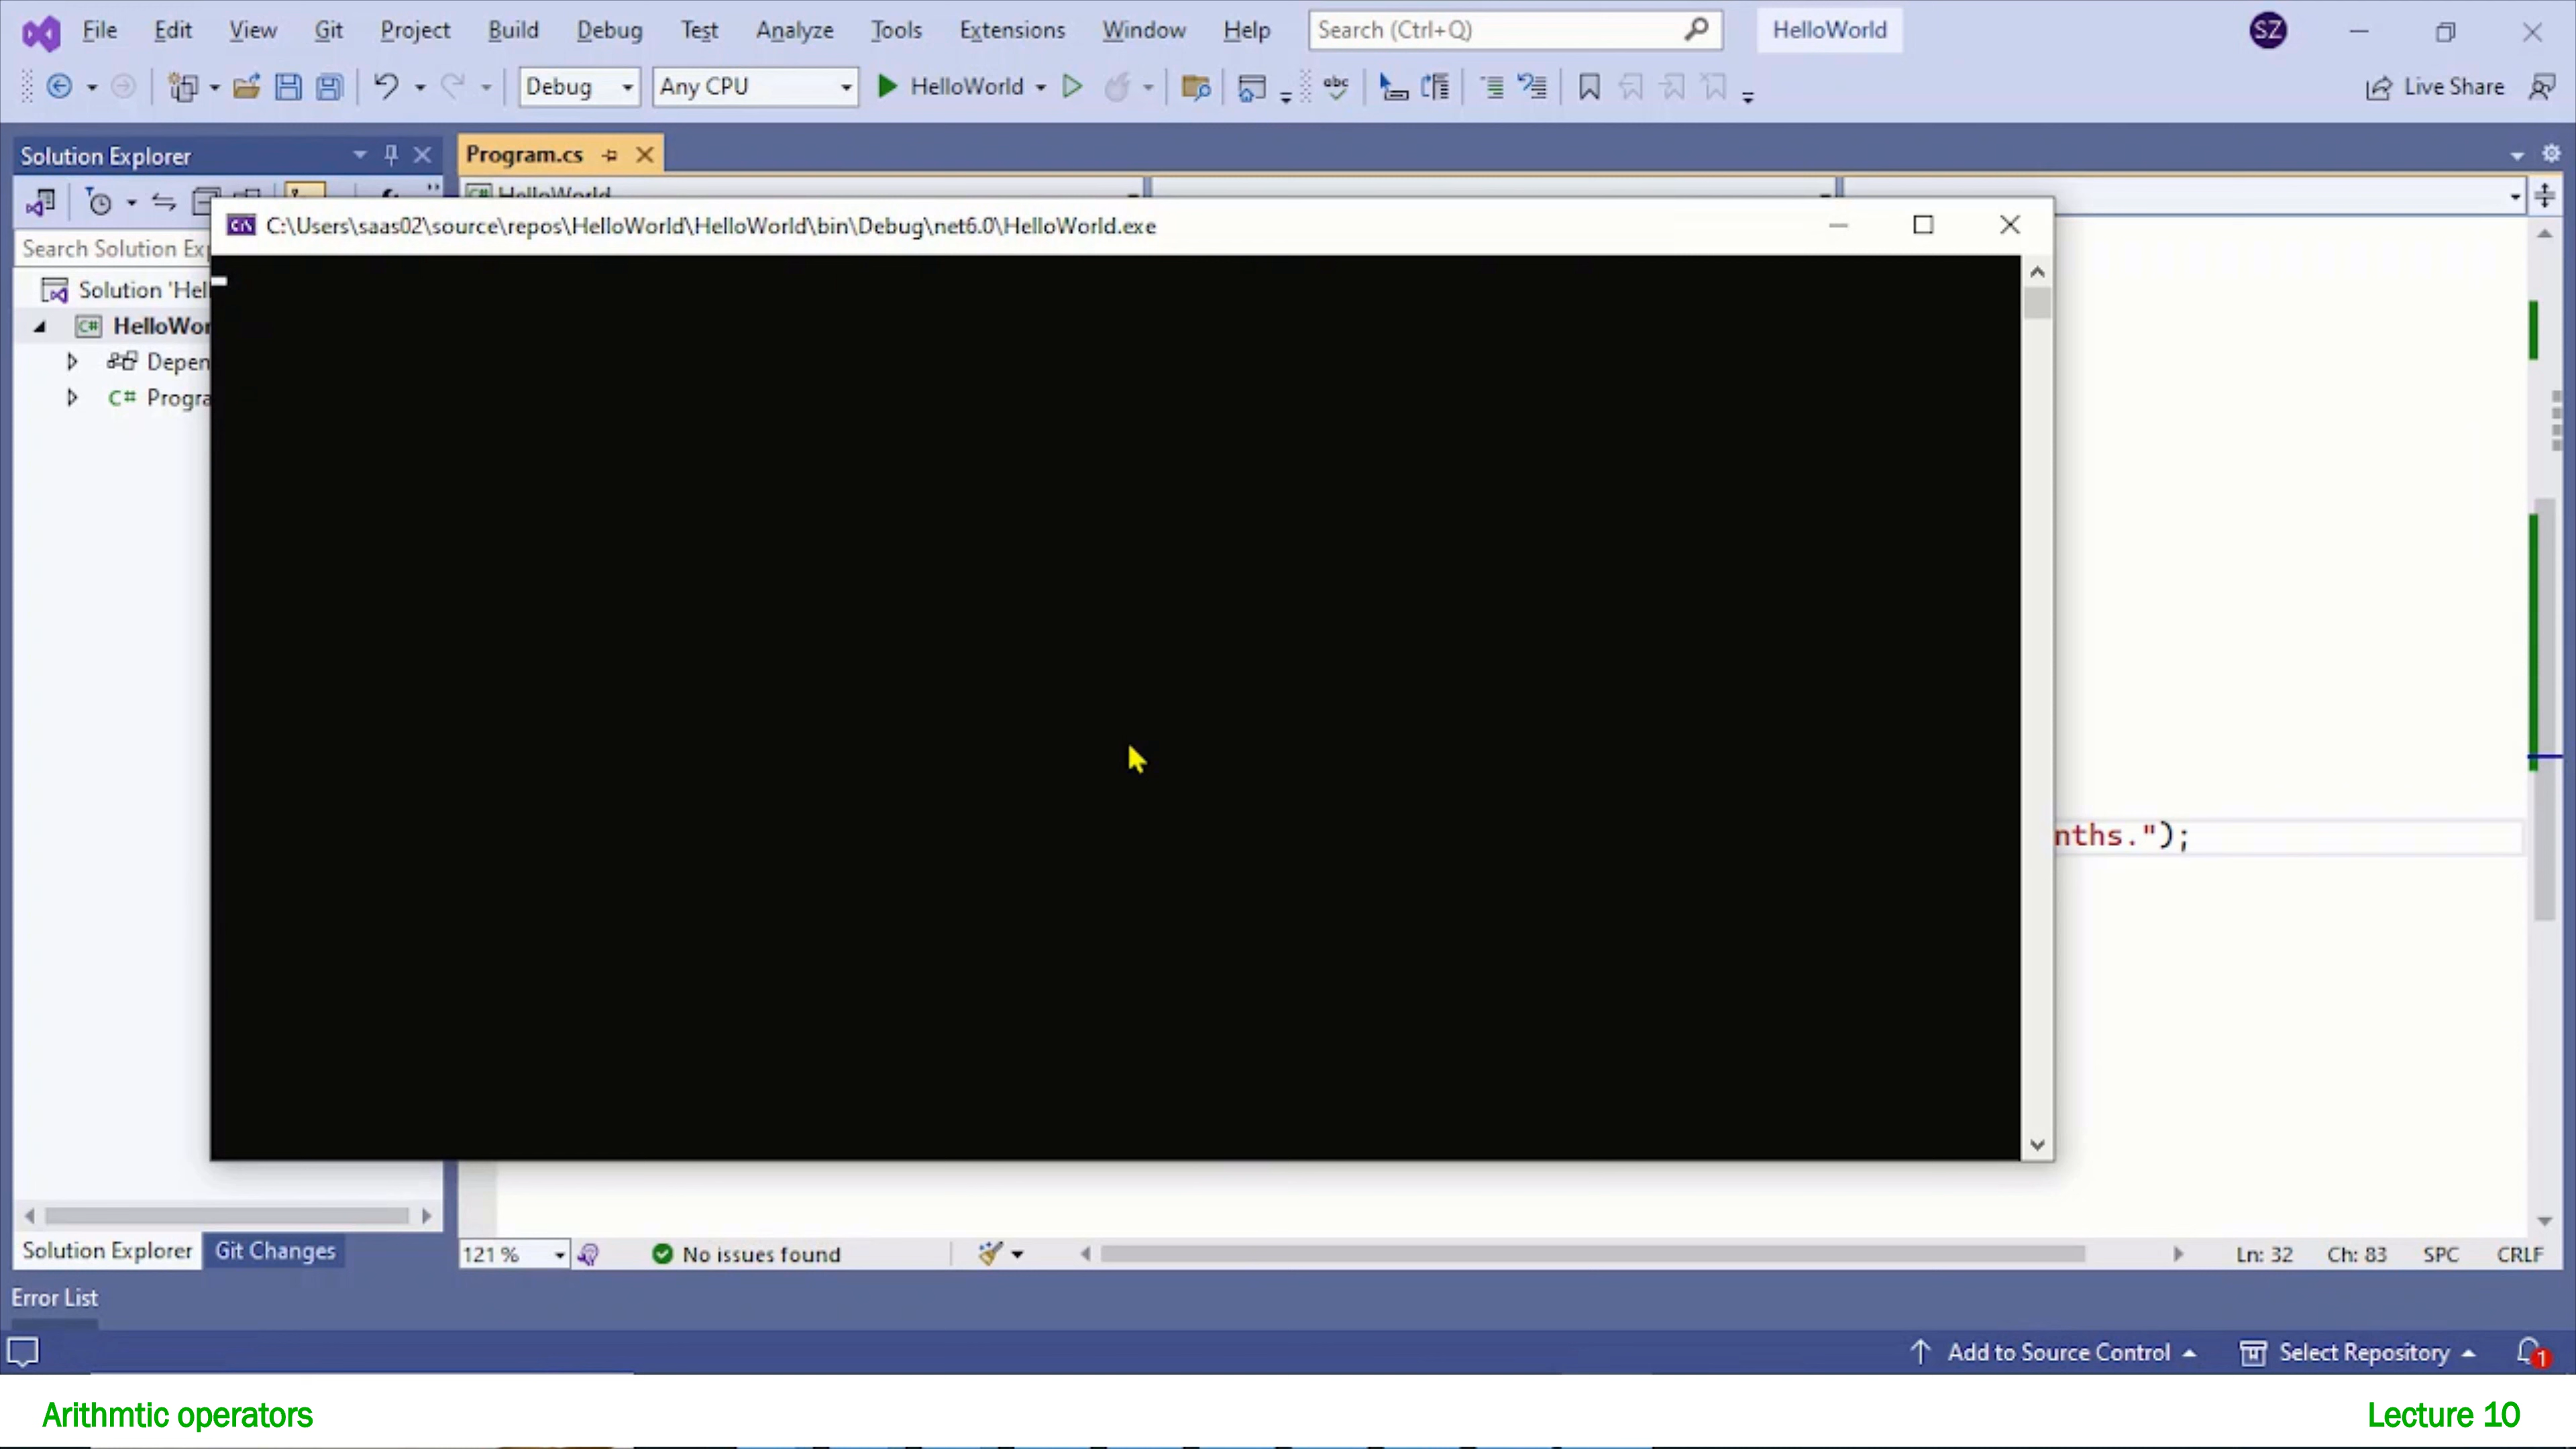 File Edit View Git Project Build Debug Test Analyze Tools Extensions Window Help Search (Ctrl+Q) HelloWorld SZ
Debug Any CPU HelloWorld abc Live Share
Solution Explorer
Program.cs
HelloWorld
Search Solution Ex
Solution 'Hel
HelloWor
Depen
C# Progra
C:\Users\saas02\source\repos\HelloWorld\HelloWorld\bin\Debug\net6.0\HelloWorld.exe
nths.");
Solution Explorer Git Changes
121 % No issues found Ln: 32 Ch: 83 SPC CRLF
Error List
Add to Source Control Select Repository 1
Arithmtic operators
Lecture 10